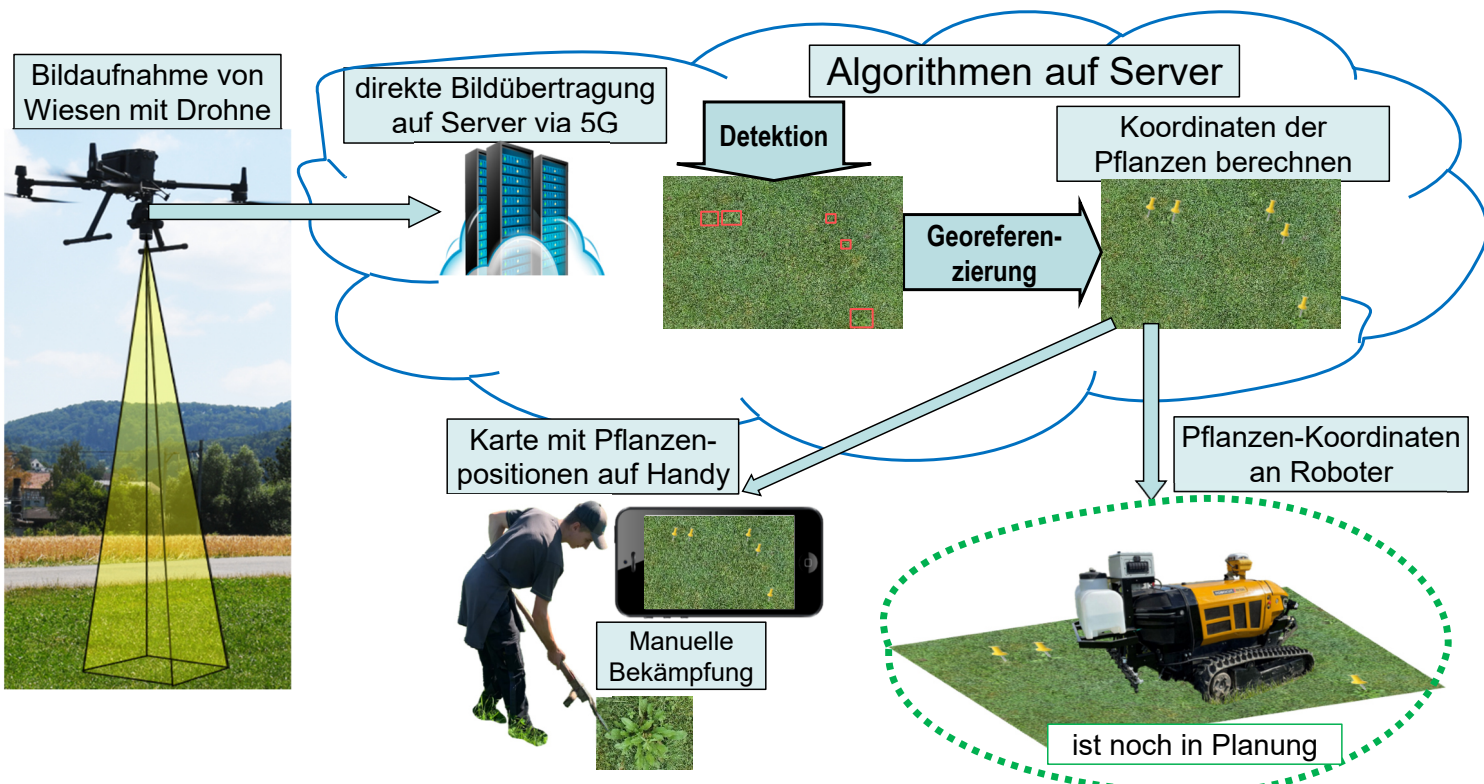 Bildaufnahme von
Wiesen mit Drohne
direkte Bildübertragung
auf Server via 5G
Algorithmen auf Server
Detektion
Koordinaten der
Pflanzen berechnen
Georeferen-
zierung
Karte mit Pflanzen-
positionen auf Handy
Pflanzen-Koordinaten
an Roboter
Manuelle
Bekämpfung
ist noch in Planung